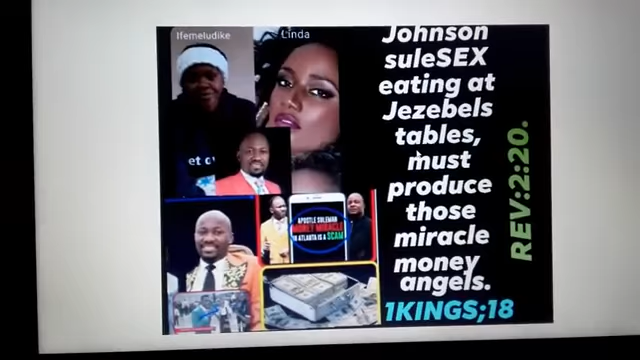 Ifemeludike
Linda
Johnson
suleSEX
eating at
Jezebels
tables,
must
produce
those
miracle
money
angels.
1KINGS;18
REV:2:20.
et o
APOSTLE SULEMAN
MONEY MIRACLE
IN ATLANTA IS A SCAM